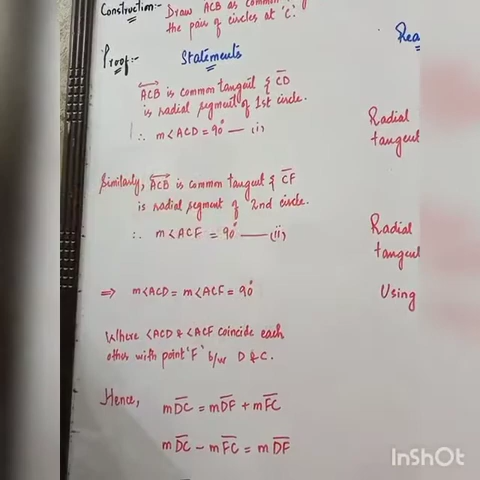 Construction:- Draw ACB as common
the pair of circles at 'C'.
Proof:- Statements Rea
ACB is common tangent & CD
is radial segment of 1st circle.
∴ m<ACD = 90° — (i) Radial
tangent
Similarly, ACB is common tangent & CF
is radial segment of 2nd circle.
∴ m<ACF = 90° — (ii) Radial
tangent
⇒ m<ACD = m<ACF = 90° Using
Where <ACD & <ACF coincide each
other with point 'F' b/w D & C.
Hence,
mDC = mDF + mFC
mDC - mFC = mDF
InShOt